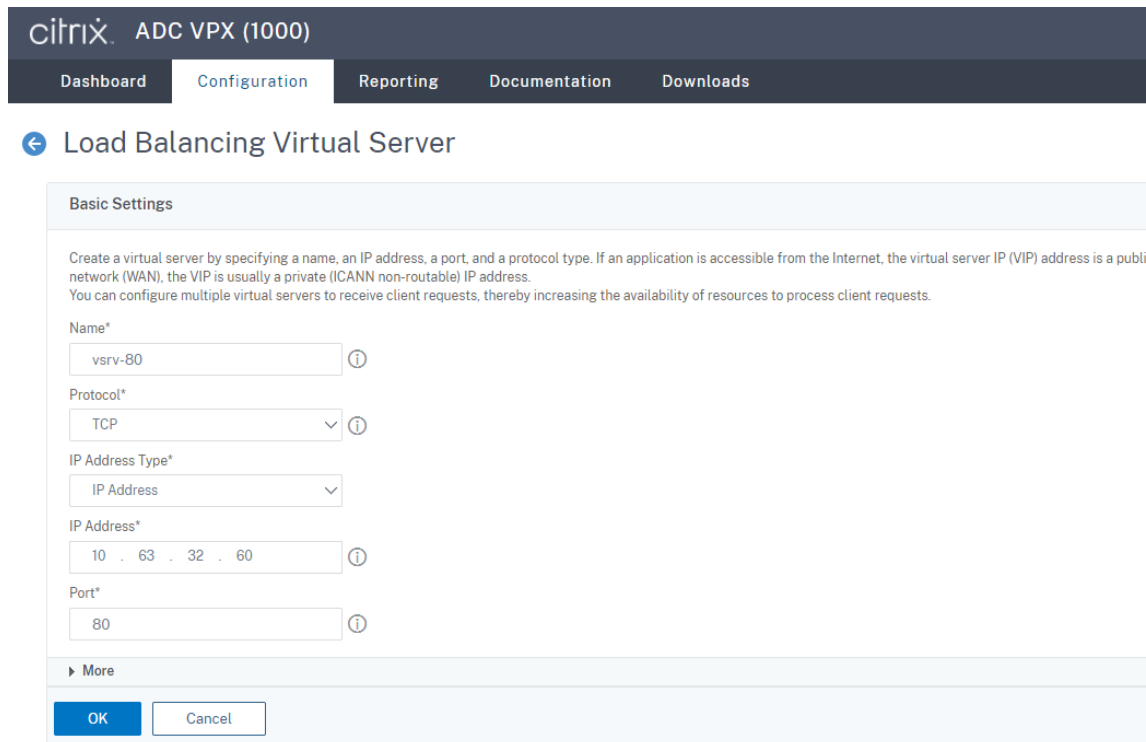 citrix. ADC VPX (1000)
Dashboard Configuration Reporting Documentation Downloads
Load Balancing Virtual Server
Basic Settings
Create a virtual server by specifying a name, an IP address, a port, and a protocol type. If an application is accessible from the Internet, the virtual server IP (VIP) address is a publi
network (WAN), the VIP is usually a private (ICANN non-routable) IP address.
You can configure multiple virtual servers to receive client requests, thereby increasing the availability of resources to process client requests.
Name*
vsrv-80
Protocol*
TCP
IP Address Type*
IP Address
IP Address*
10 . 63 . 32 . 60
Port*
80
More
OK Cancel